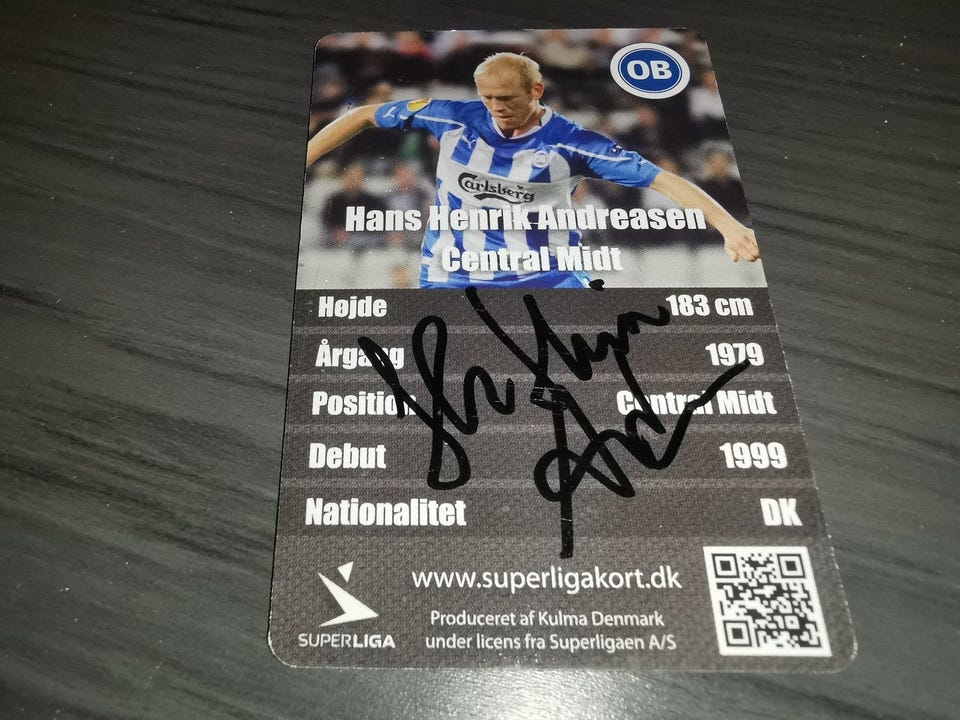 OB
OB
Carlsberg
Hans Henrik Andreasen
Central Midt
Højde 183 cm
Årgang 1979
Position Central Midt
Debut 1999
Nationalitet DK
www.superligakort.dk
Produceret af Kulma Denmark
under licens fra Superligaen A/S
SUPERLIGA